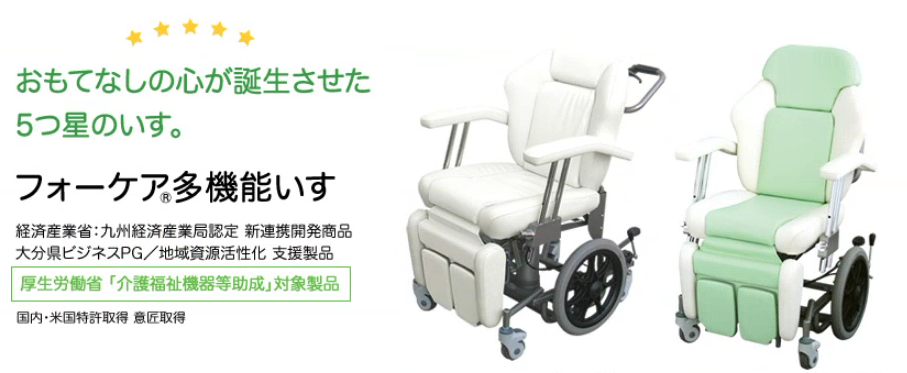 おもてなしの心が誕生させた
5つ星のいす。
フォーケア®多機能いす
経済産業省：九州経済産業局認定 新連携開発商品
大分県ビジネスPG／地域資源活性化 支援製品
厚生労働省「介護福祉機器等助成」対象製品
国内・米国特許取得 意匠取得